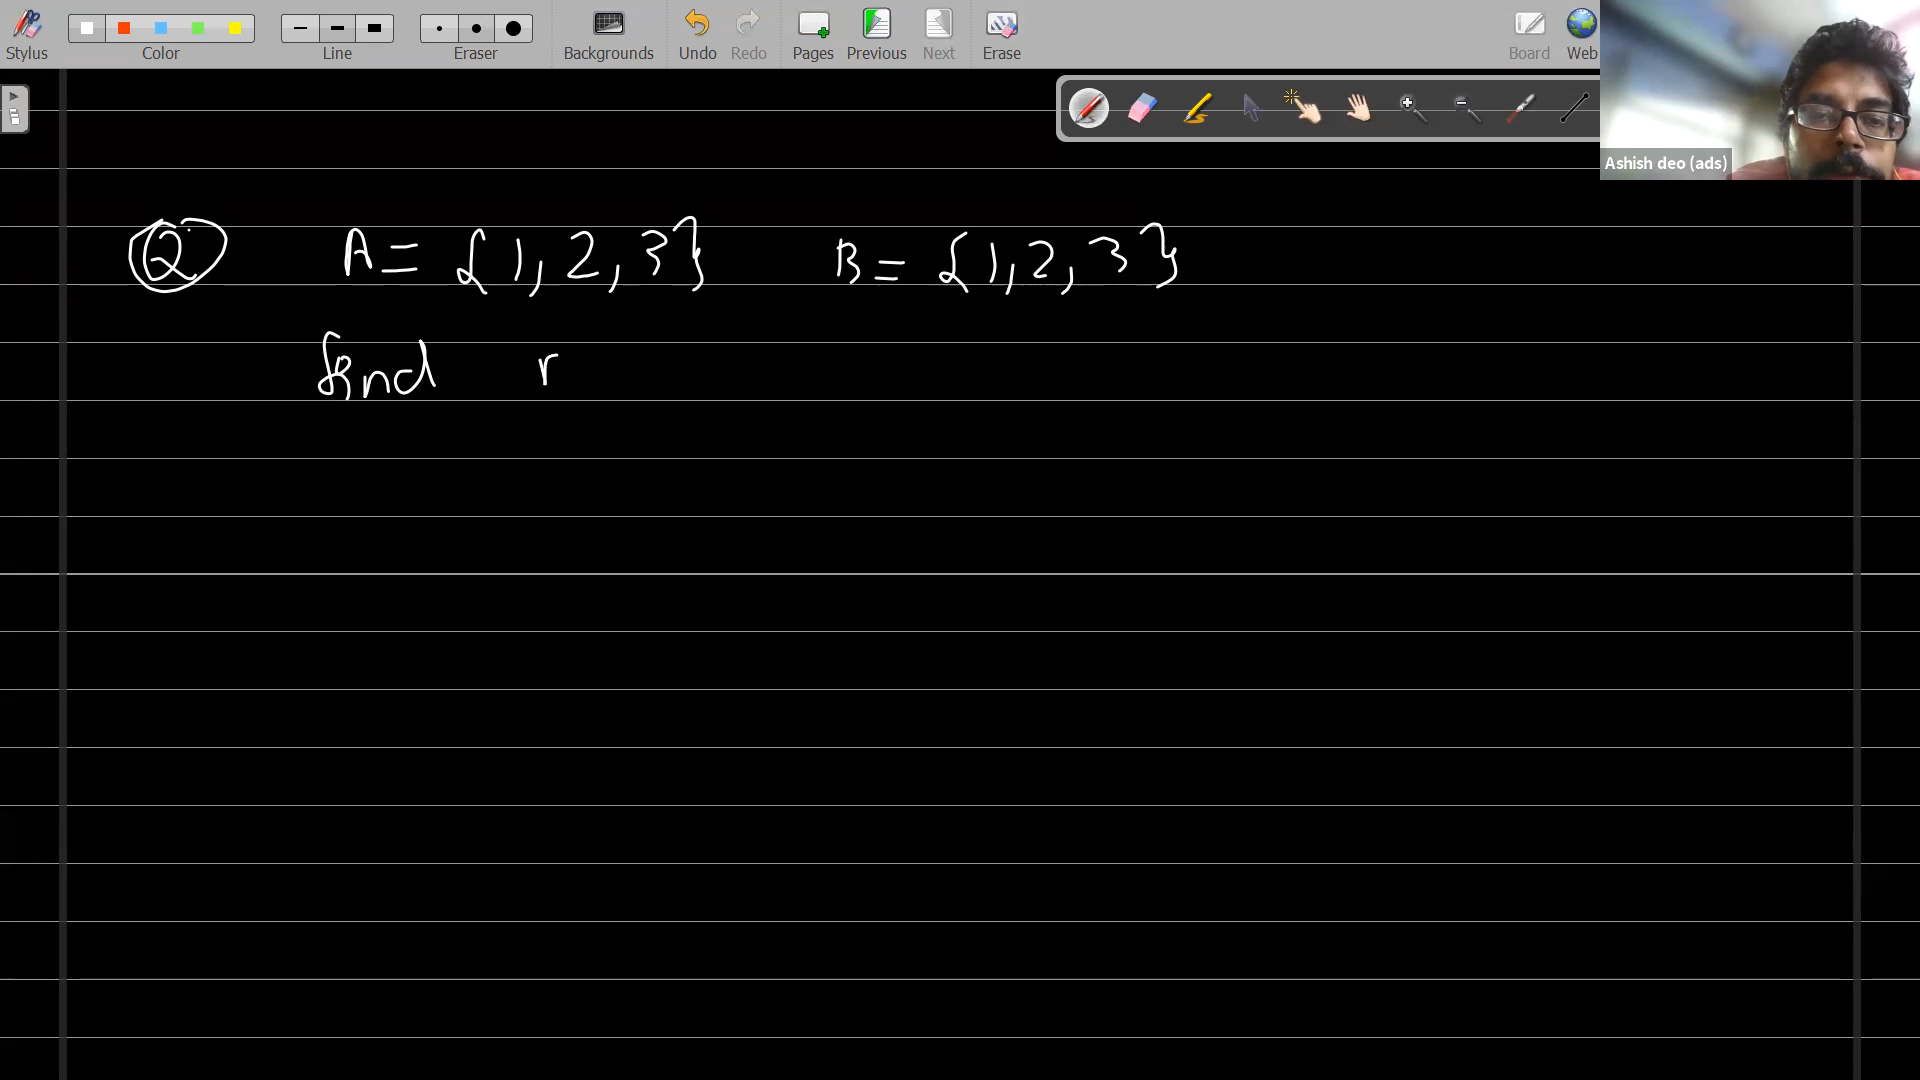 Stylus Color Line Eraser Backgrounds Undo Redo Pages Previous Next Erase Board Web
Ashish deo (ads)
Q A = {1, 2, 3} B = {1, 2, 3}
find r